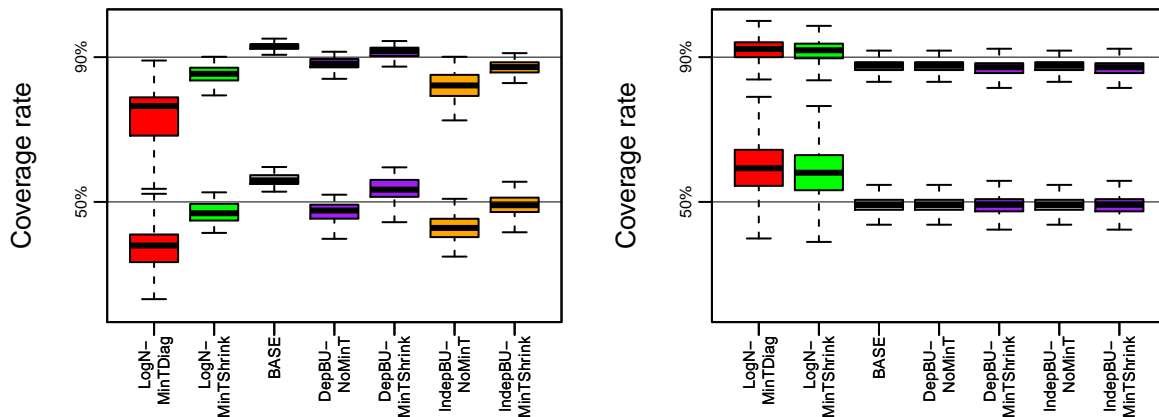 Coverage rate
90%
50%
LogN−
MinTDiag
LogN−
MinTShrink
BASE
DepBU−
NoMinT
DepBU−
MinTShrink
IndepBU−
NoMinT
IndepBU−
MinTShrink
Coverage rate
90%
50%
LogN−
MinTDiag
LogN−
MinTShrink
BASE
DepBU−
NoMinT
DepBU−
MinTShrink
IndepBU−
NoMinT
IndepBU−
MinTShrink